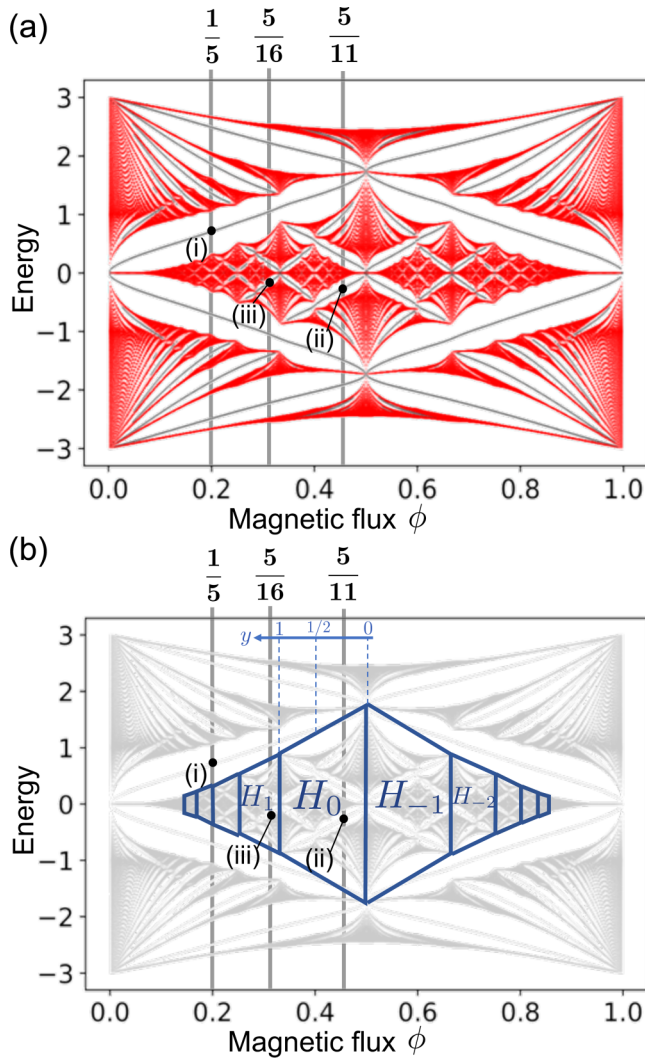 (a)
1/5 5/16 5/11
3
2
1
0
−1
−2
−3
Energy
(i)
(iii)
(ii)
0.0 0.2 0.4 0.6 0.8 1.0
Magnetic flux ϕ
(b)
1/5 5/16 5/11
y 1 1/2 0
3
2
1
0
−1
−2
−3
Energy
(i)
H₁ H₀ H₋₁ H₋₂
(iii)
(ii)
0.0 0.2 0.4 0.6 0.8 1.0
Magnetic flux ϕ